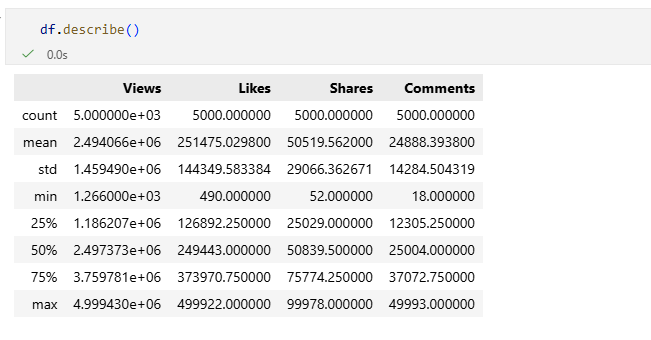 df.describe()
0.0s
Views Likes Shares Comments
count 5.000000e+03 5000.000000 5000.000000 5000.000000
mean 2.494066e+06 251475.029800 50519.562000 24888.393800
std 1.459490e+06 144349.583384 29066.362671 14284.504319
min 1.266000e+03 490.000000 52.000000 18.000000
25% 1.186207e+06 126892.250000 25029.000000 12305.250000
50% 2.497373e+06 249443.000000 50839.500000 25004.000000
75% 3.759781e+06 373970.750000 75774.250000 37072.750000
max 4.999430e+06 499922.000000 99978.000000 49993.000000